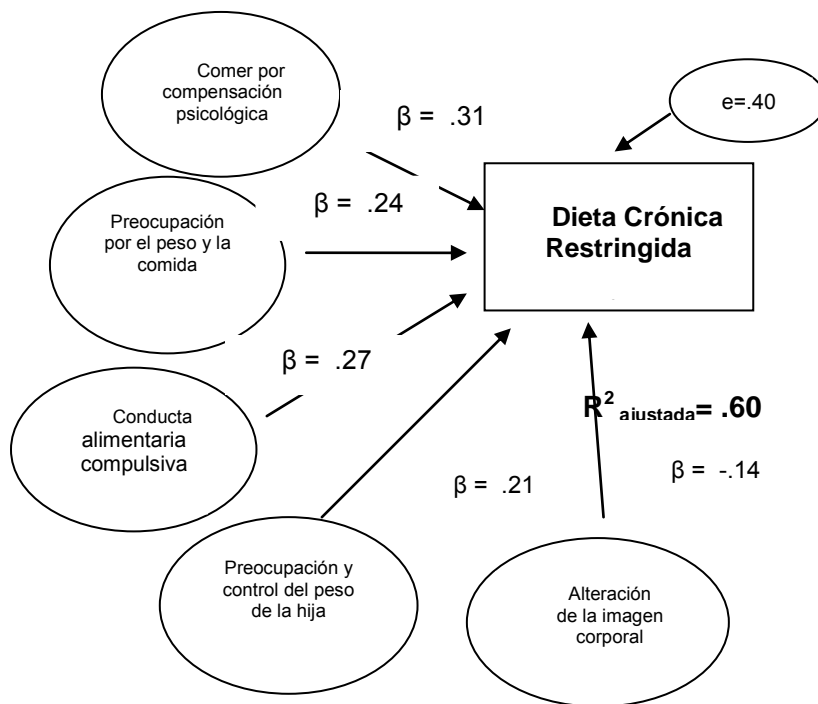 Comer por
compensación
psicológica
β = .31
e=.40
Preocupación
por el peso y la
comida
β = .24
Dieta Crónica
Restringida
Conducta
alimentaria
compulsiva
β = .27
R² ajustada= .60
β = .21
β = -.14
Preocupación y
control del peso
de la hija
Alteración
de la imagen
corporal